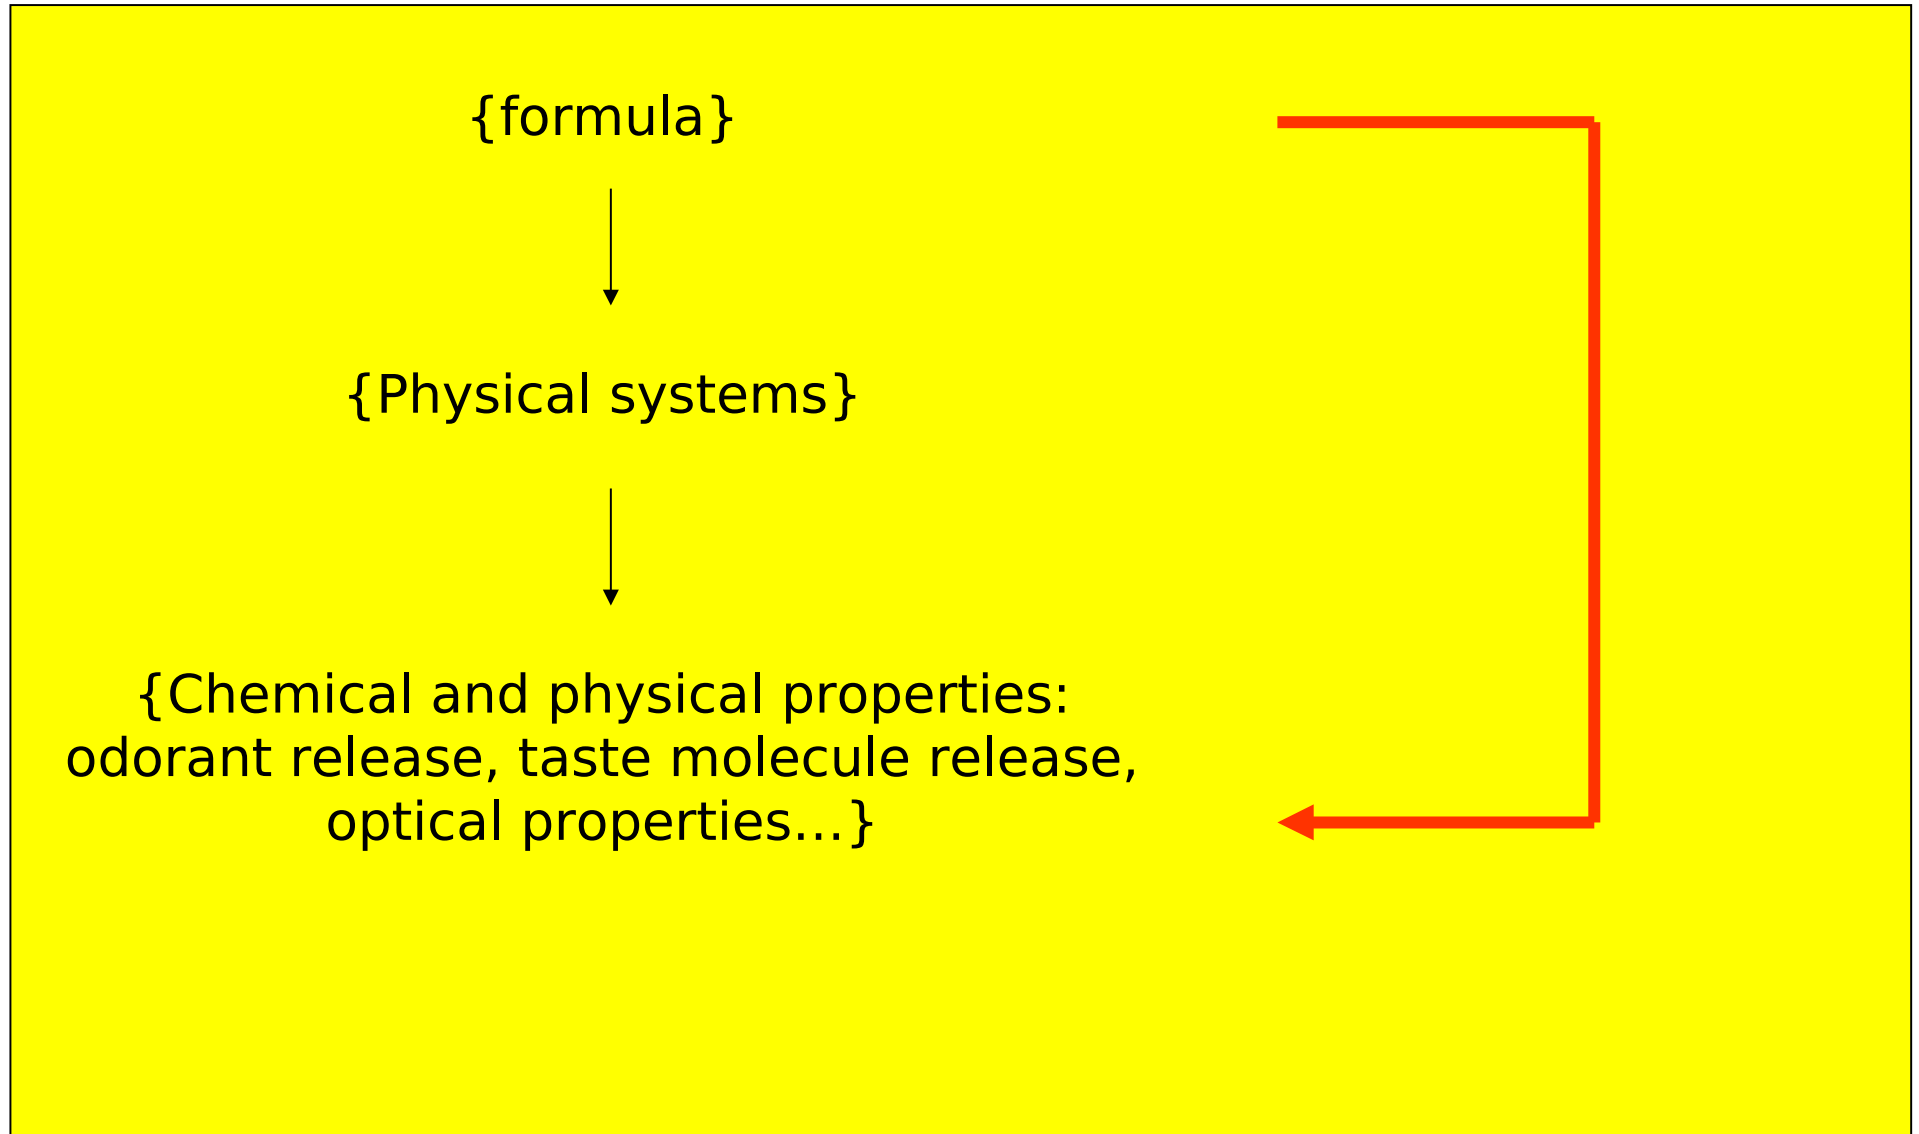 {formula}
{Physical systems}
{Chemical and physical properties:
odorant release, taste molecule release,
optical properties...}